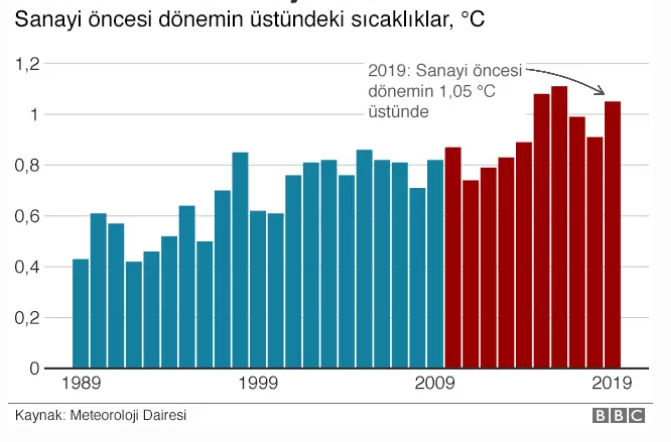 Sanayi öncesi dönemin üstündeki sıcaklıklar, °C
1,2
2019: Sanayi öncesi
dönemin 1,05 °C
üstünde
1
0,8
0,6
0,4
0,2
0
1989 1999 2009 2019
Kaynak: Meteoroloji Dairesi
BBC